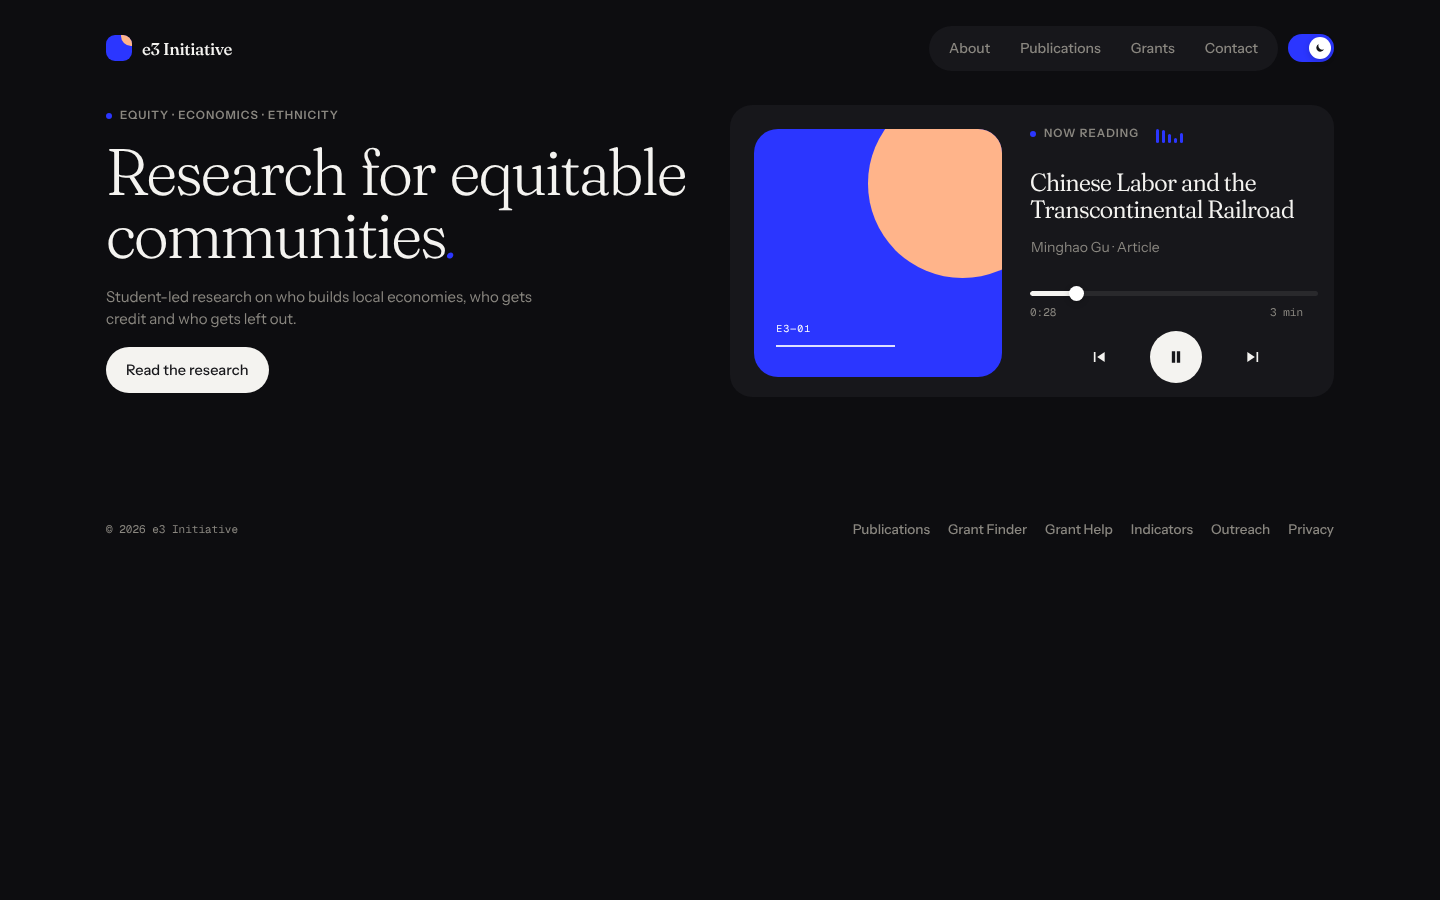 e3 Initiative
About
Publications
Grants
Contact
EQUITY · ECONOMICS · ETHNICITY
Research for equitable
communities.
Student-led research on who builds local economies, who gets
credit and who gets left out.
Read the research
E3—01
NOW READING
Chinese Labor and the
Transcontinental Railroad
Minghao Gu · Article
0:28
3 min
© 2026 e3 Initiative
Publications
Grant Finder
Grant Help
Indicators
Outreach
Privacy